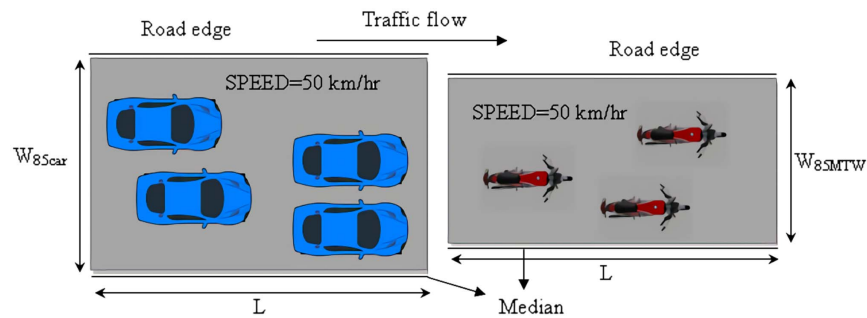 Traffic flow
Road edge
Road edge
SPEED=50 km/hr
SPEED=50 km/hr
W85car
W85MTW
L
L
Median